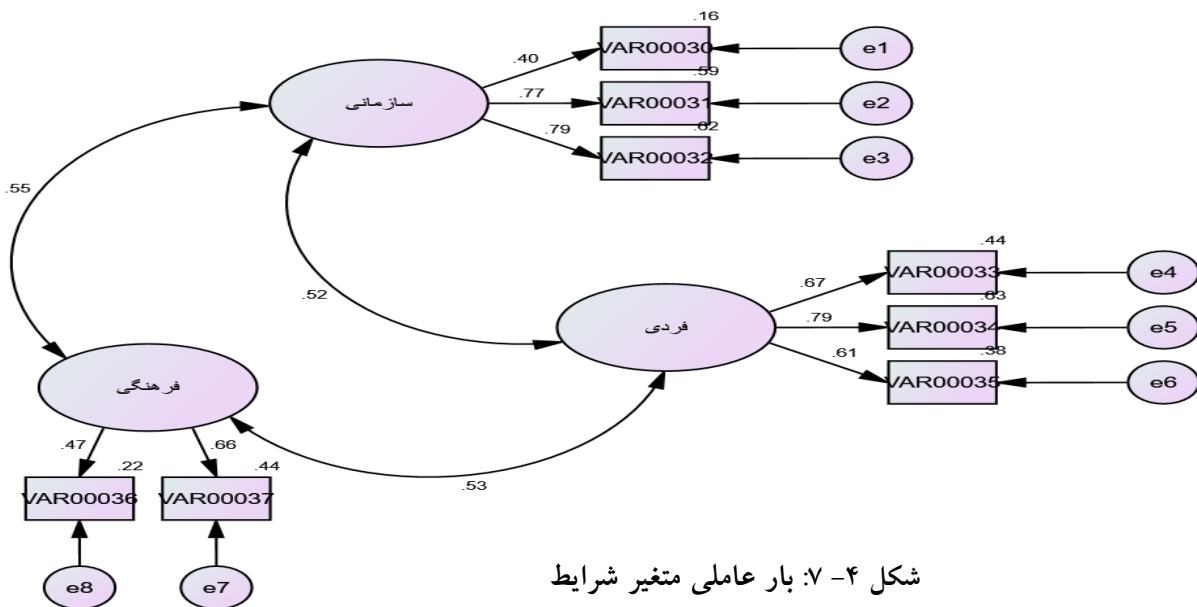 .16
VAR00030
e1
.40
.59
سازمانی
.77
VAR00031
e2
.62
.79
VAR00032
e3
.55
.44
VAR00033
e4
.67
.52
.63
فردی
.79
VAR00034
e5
.38
.61
VAR00035
e6
فرهنگی
.47
.66
.22
.44
.53
VAR00036
VAR00037
e8
e7
شکل ۴- ۷: بار عاملی متغیر شرایط